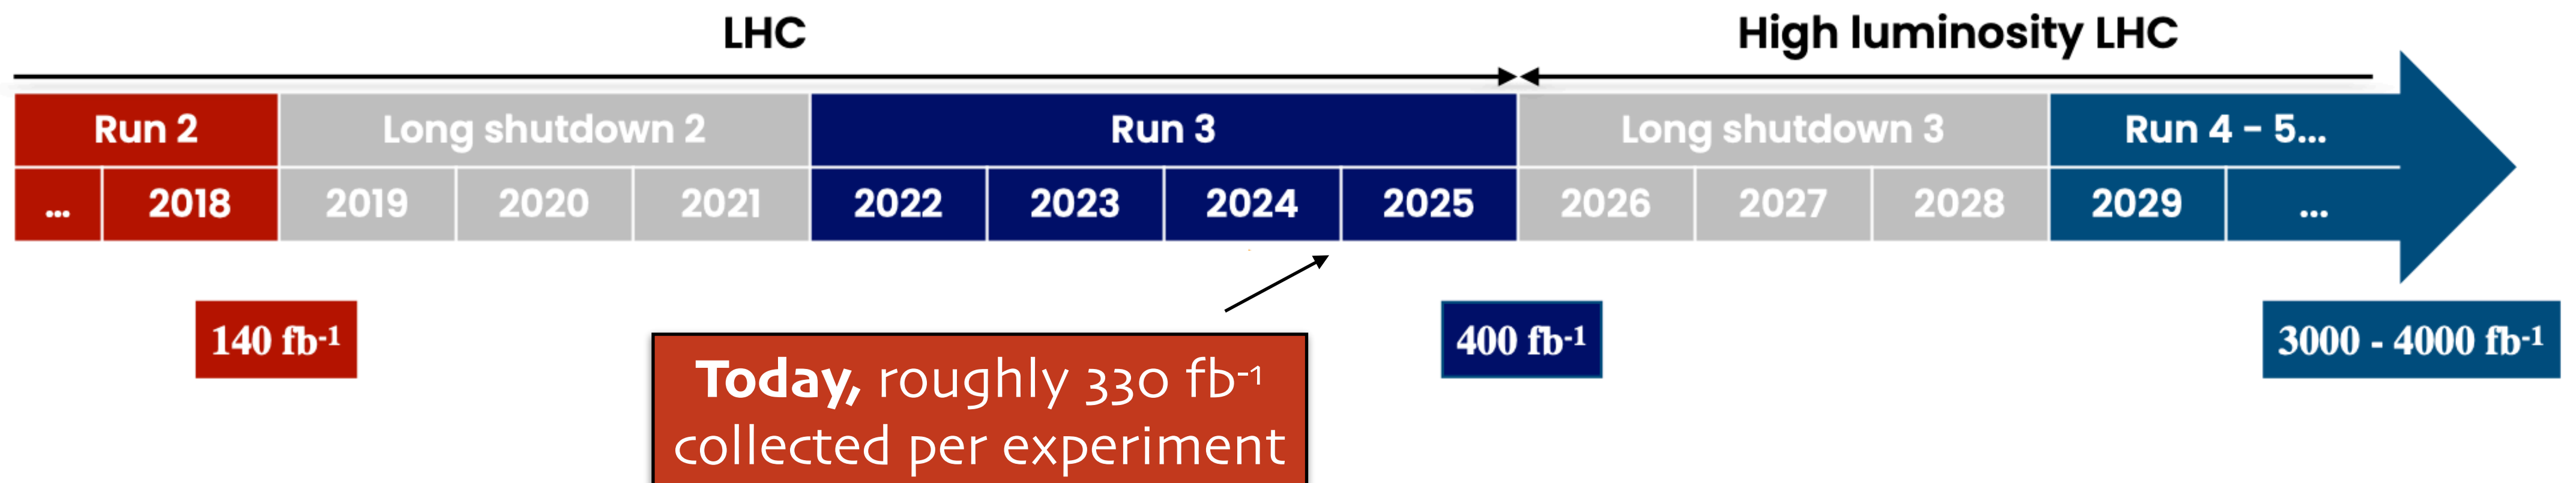 LHC
High luminosity LHC
Run 2
Long shutdown 2
Run 3
Long shutdown 3
Run 4 - 5...
...
2018
2019
2020
2021
2022
2023
2024
2025
2026
2027
2028
2029
...
140 fb-1
400 fb-1
3000 - 4000 fb-1
Today, roughly 330 fb-1
collected per experiment